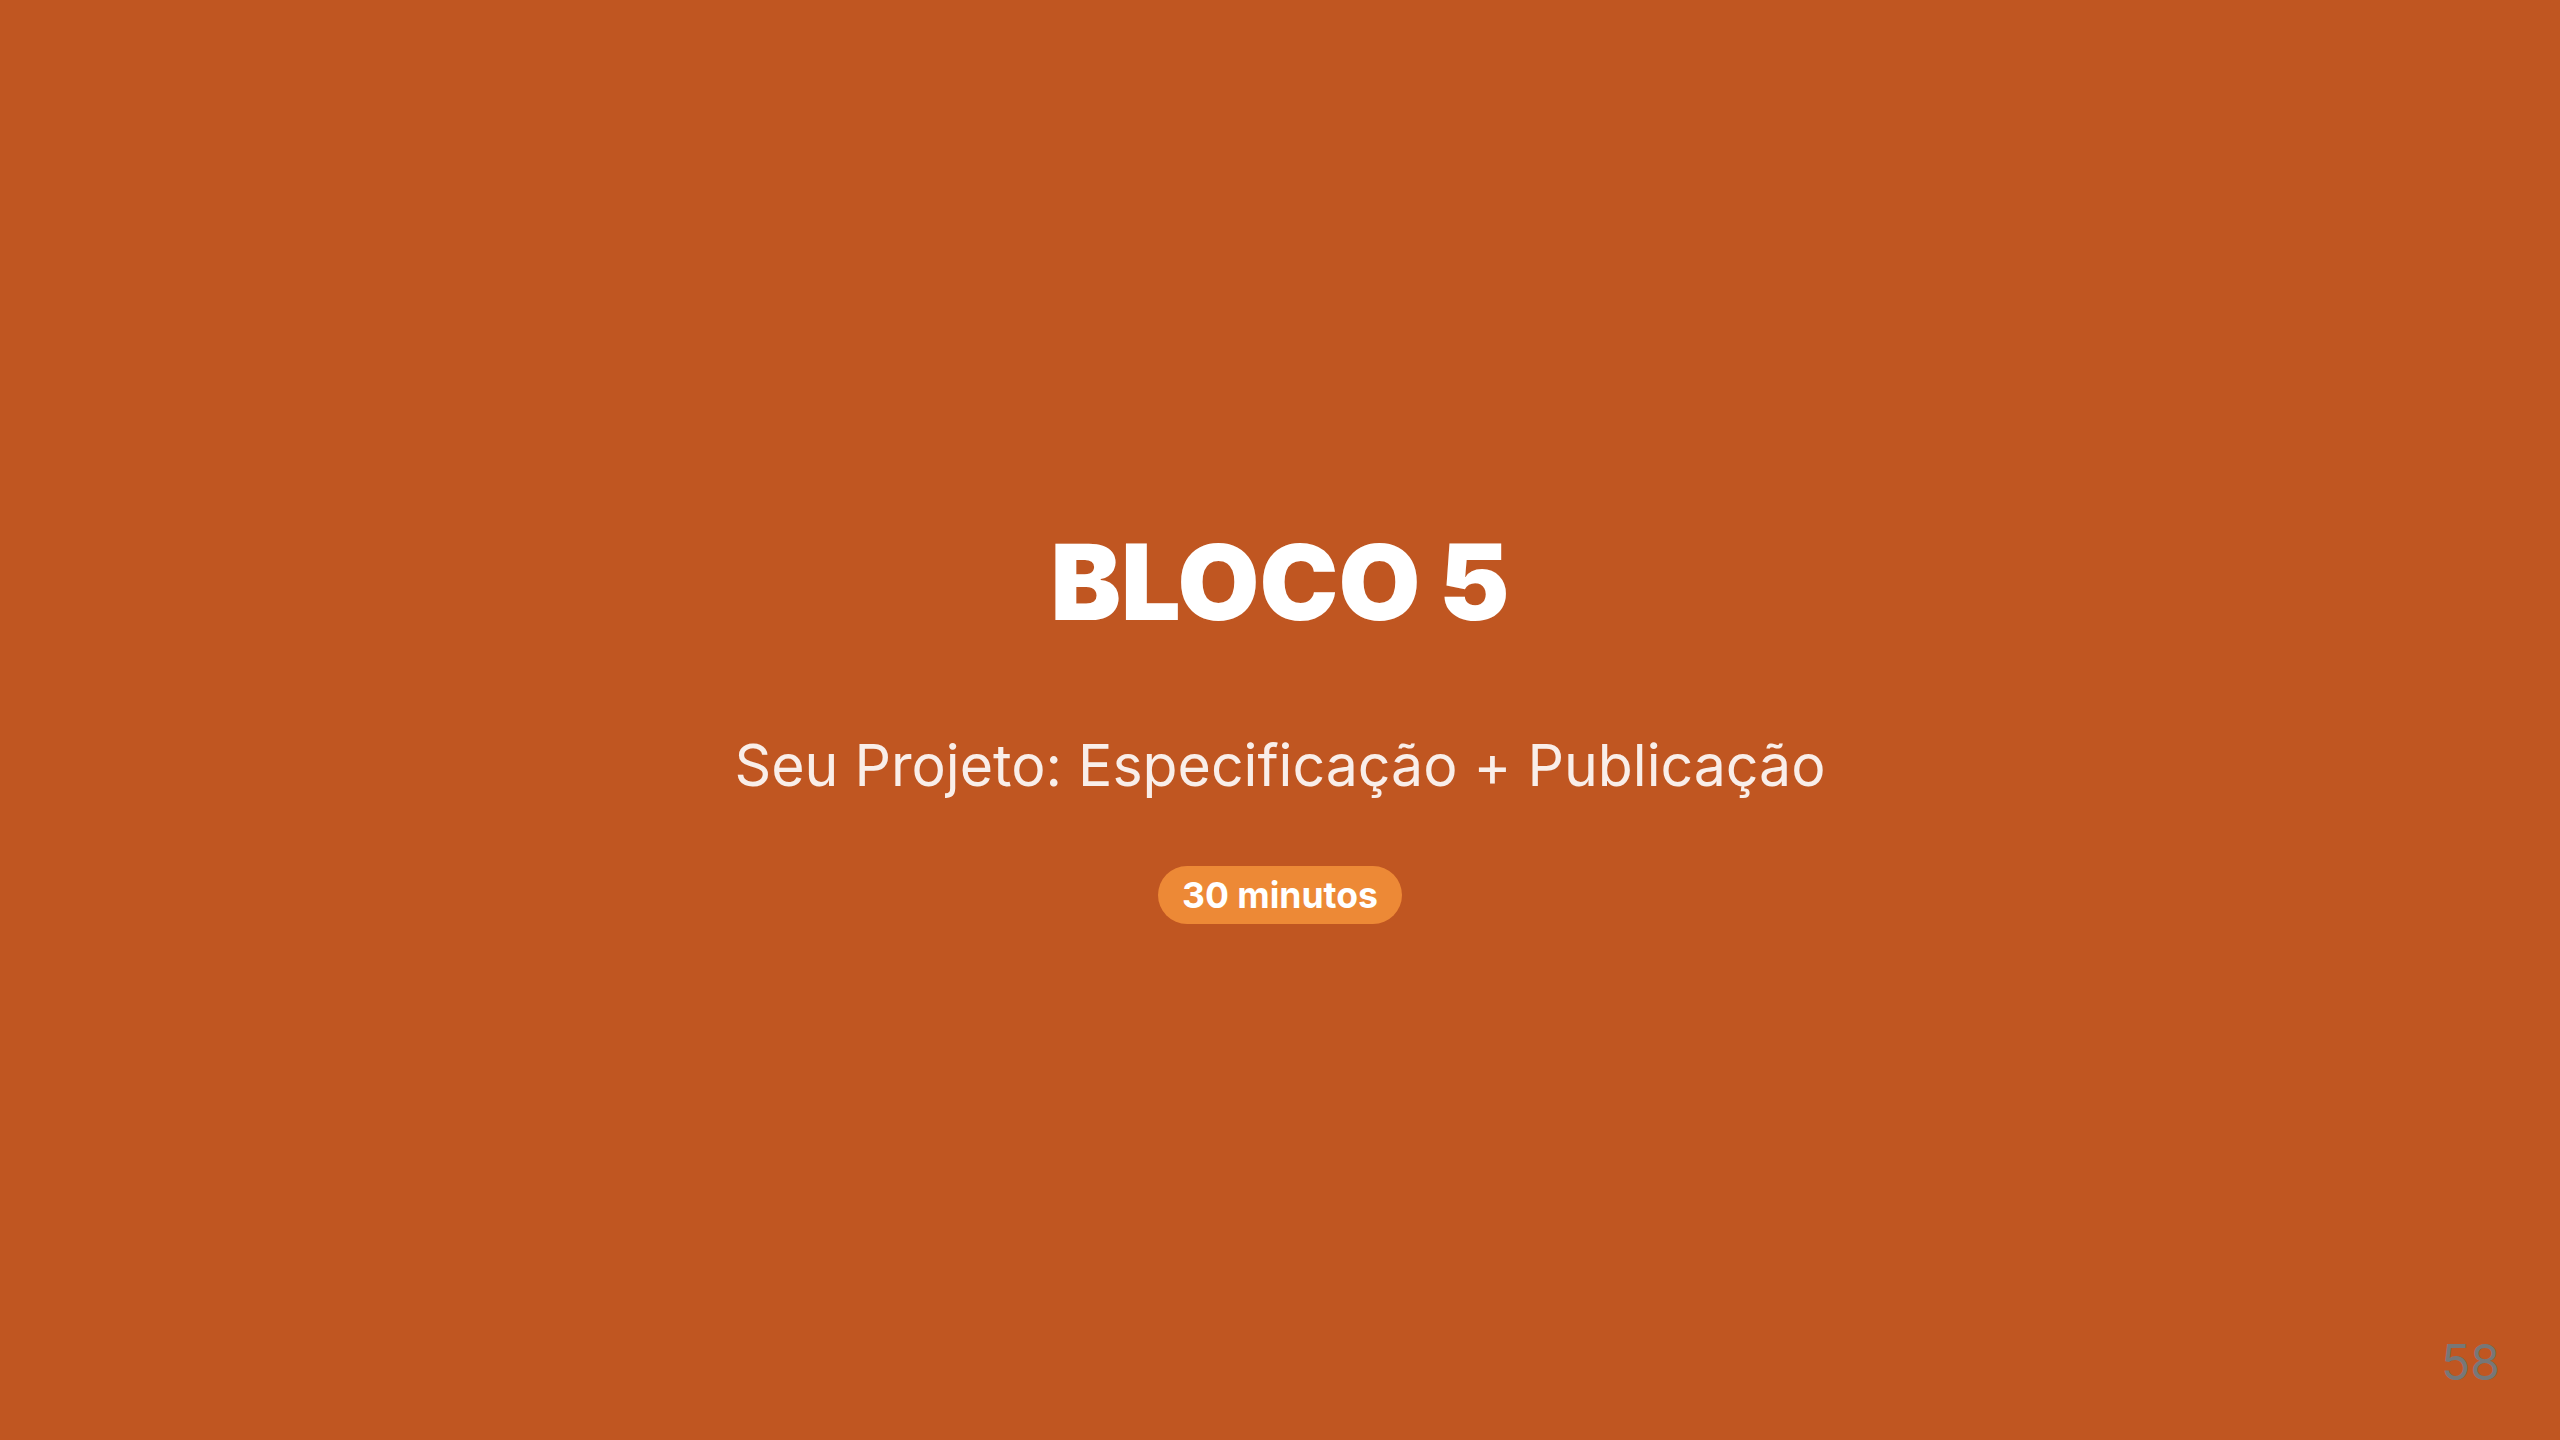 BLOCO 5
Seu Projeto: Especificação + Publicação
30 minutos
58